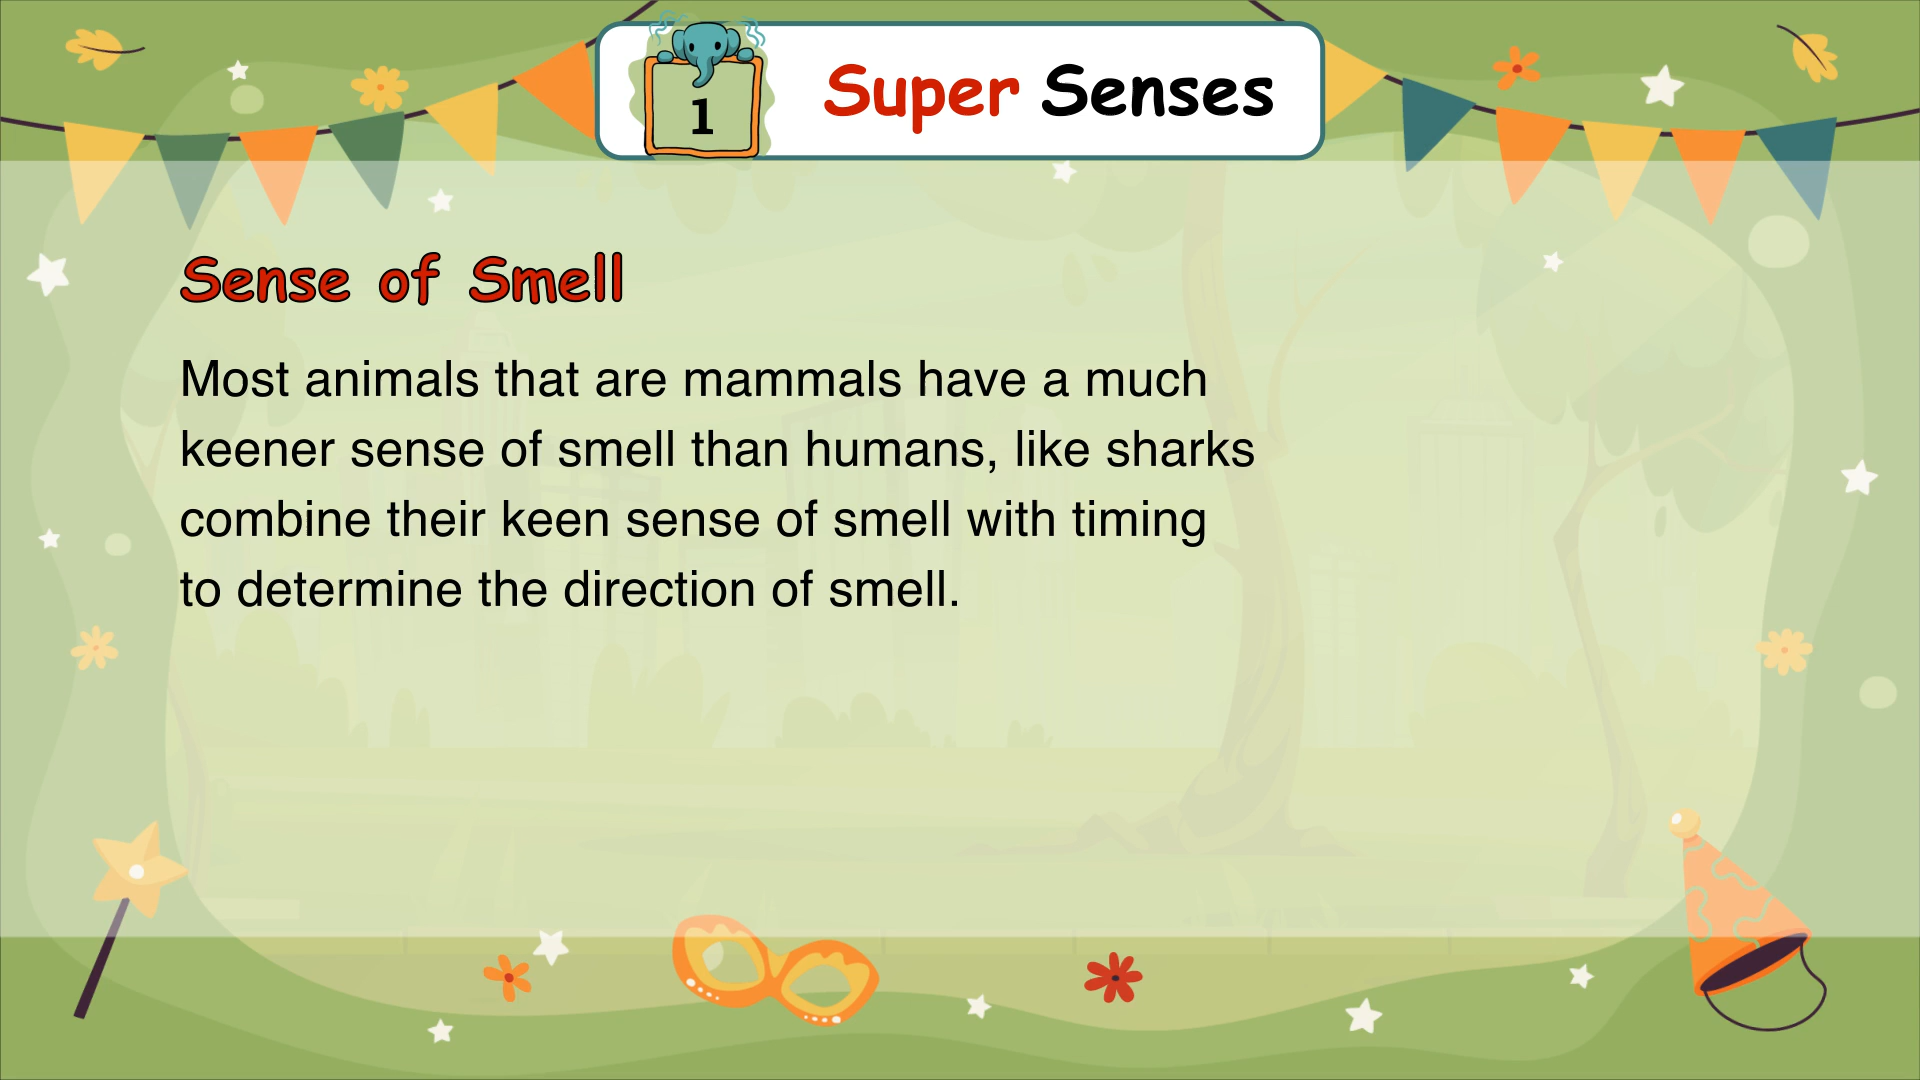 1
Super Senses
Sense of Smell
Most animals that are mammals have a much
keener sense of smell than humans, like sharks
combine their keen sense of smell with timing
to determine the direction of smell.